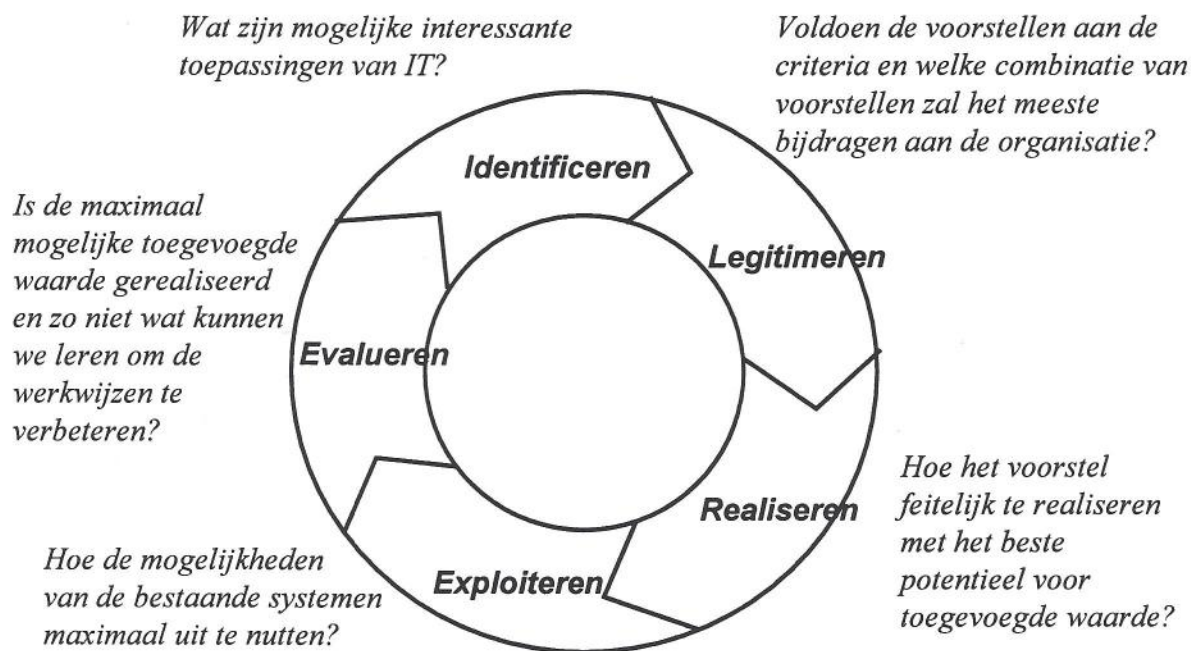 Wat zijn mogelijke interessante
toepassingen van IT?
Voldoen de voorstellen aan de
criteria en welke combinatie van
voorstellen zal het meeste
bijdragen aan de organisatie?
Identificeren
Legitimeren
Is de maximaal
mogelijke toegevoegde
waarde gerealiseerd
en zo niet wat kunnen
we leren om de
werkwijzen te
verbeteren?
Evalueren
Realiseren
Hoe het voorstel
feitelijk te realiseren
met het beste
potentieel voor
toegevoegde waarde?
Exploiteren
Hoe de mogelijkheden
van de bestaande systemen
maximaal uit te nutten?